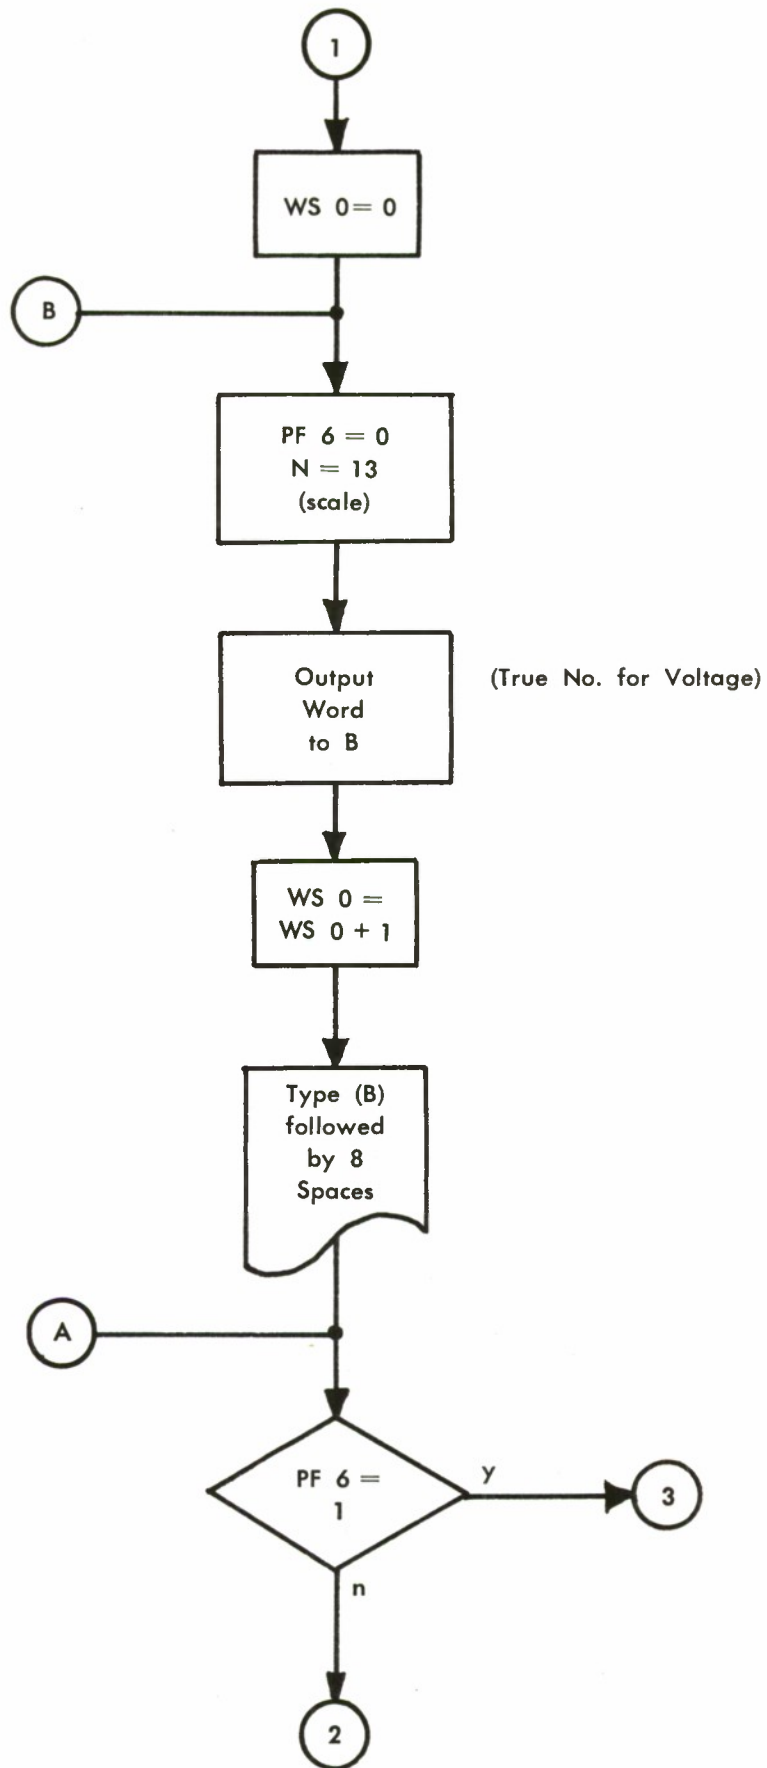 1
WS 0 = 0
B
PF 6 = 0
N = 13
(scale)
Output
Word
to B
(True No. for Voltage)
WS 0 =
WS 0 + 1
Type (B)
followed
by 8
Spaces
A
PF 6 =
1
y
3
n
2